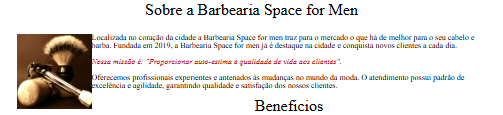 Sobre a Barbearia Space for Men
Localizada no coração da cidade a Barbearia Space for men traz para o mercado o que há de melhor para o seu cabelo e
barba. Fundada em 2019, a Barbearia Space for men já é destaque na cidade e conquista novos clientes a cada dia.
Nossa missão é: "Proporcionar auto-estima e qualidade de vida aos clientes".
Oferecemos profissionais experientes e antenados às mudanças no mundo da moda. O atendimento possui padrão de
excelência e agilidade, garantindo qualidade e satisfação dos nossos clientes.
Benefícios